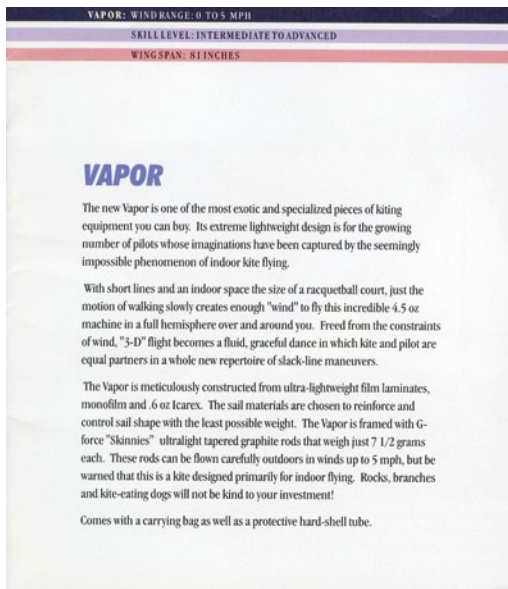 VAPOR: WIND RANGE: 0 TO 5 MPH
SKILL LEVEL: INTERMEDIATE TO ADVANCED
WING SPAN: 81 INCHES
VAPOR
The new Vapor is one of the most exotic and specialized pieces of kiting
equipment you can buy. Its extreme lightweight design is for the growing
number of pilots whose imaginations have been captured by the seemingly
impossible phenomenon of indoor kite flying.
With short lines and an indoor space the size of a racquetball court, just the
motion of walking slowly creates enough "wind" to fly this incredible 4.5 oz
machine in a full hemisphere over and around you. Freed from the constraints
of wind, "3-D" flight becomes a fluid, graceful dance in which kite and pilot are
equal partners in a whole new repertoire of slack-line maneuvers.
The Vapor is meticulously constructed from ultra-lightweight film laminates,
monofilm and .6 oz Icarex. The sail materials are chosen to reinforce and
control sail shape with the least possible weight. The Vapor is framed with G-
force "Skinnies" ultralight tapered graphite rods that weigh just 7 1/2 grams
each. These rods can be flown carefully outdoors in winds up to 5 mph, but be
warned that this is a kite designed primarily for indoor flying. Rocks, branches
and kite-eating dogs will not be kind to your investment!
Comes with a carrying bag as well as a protective hard-shell tube.